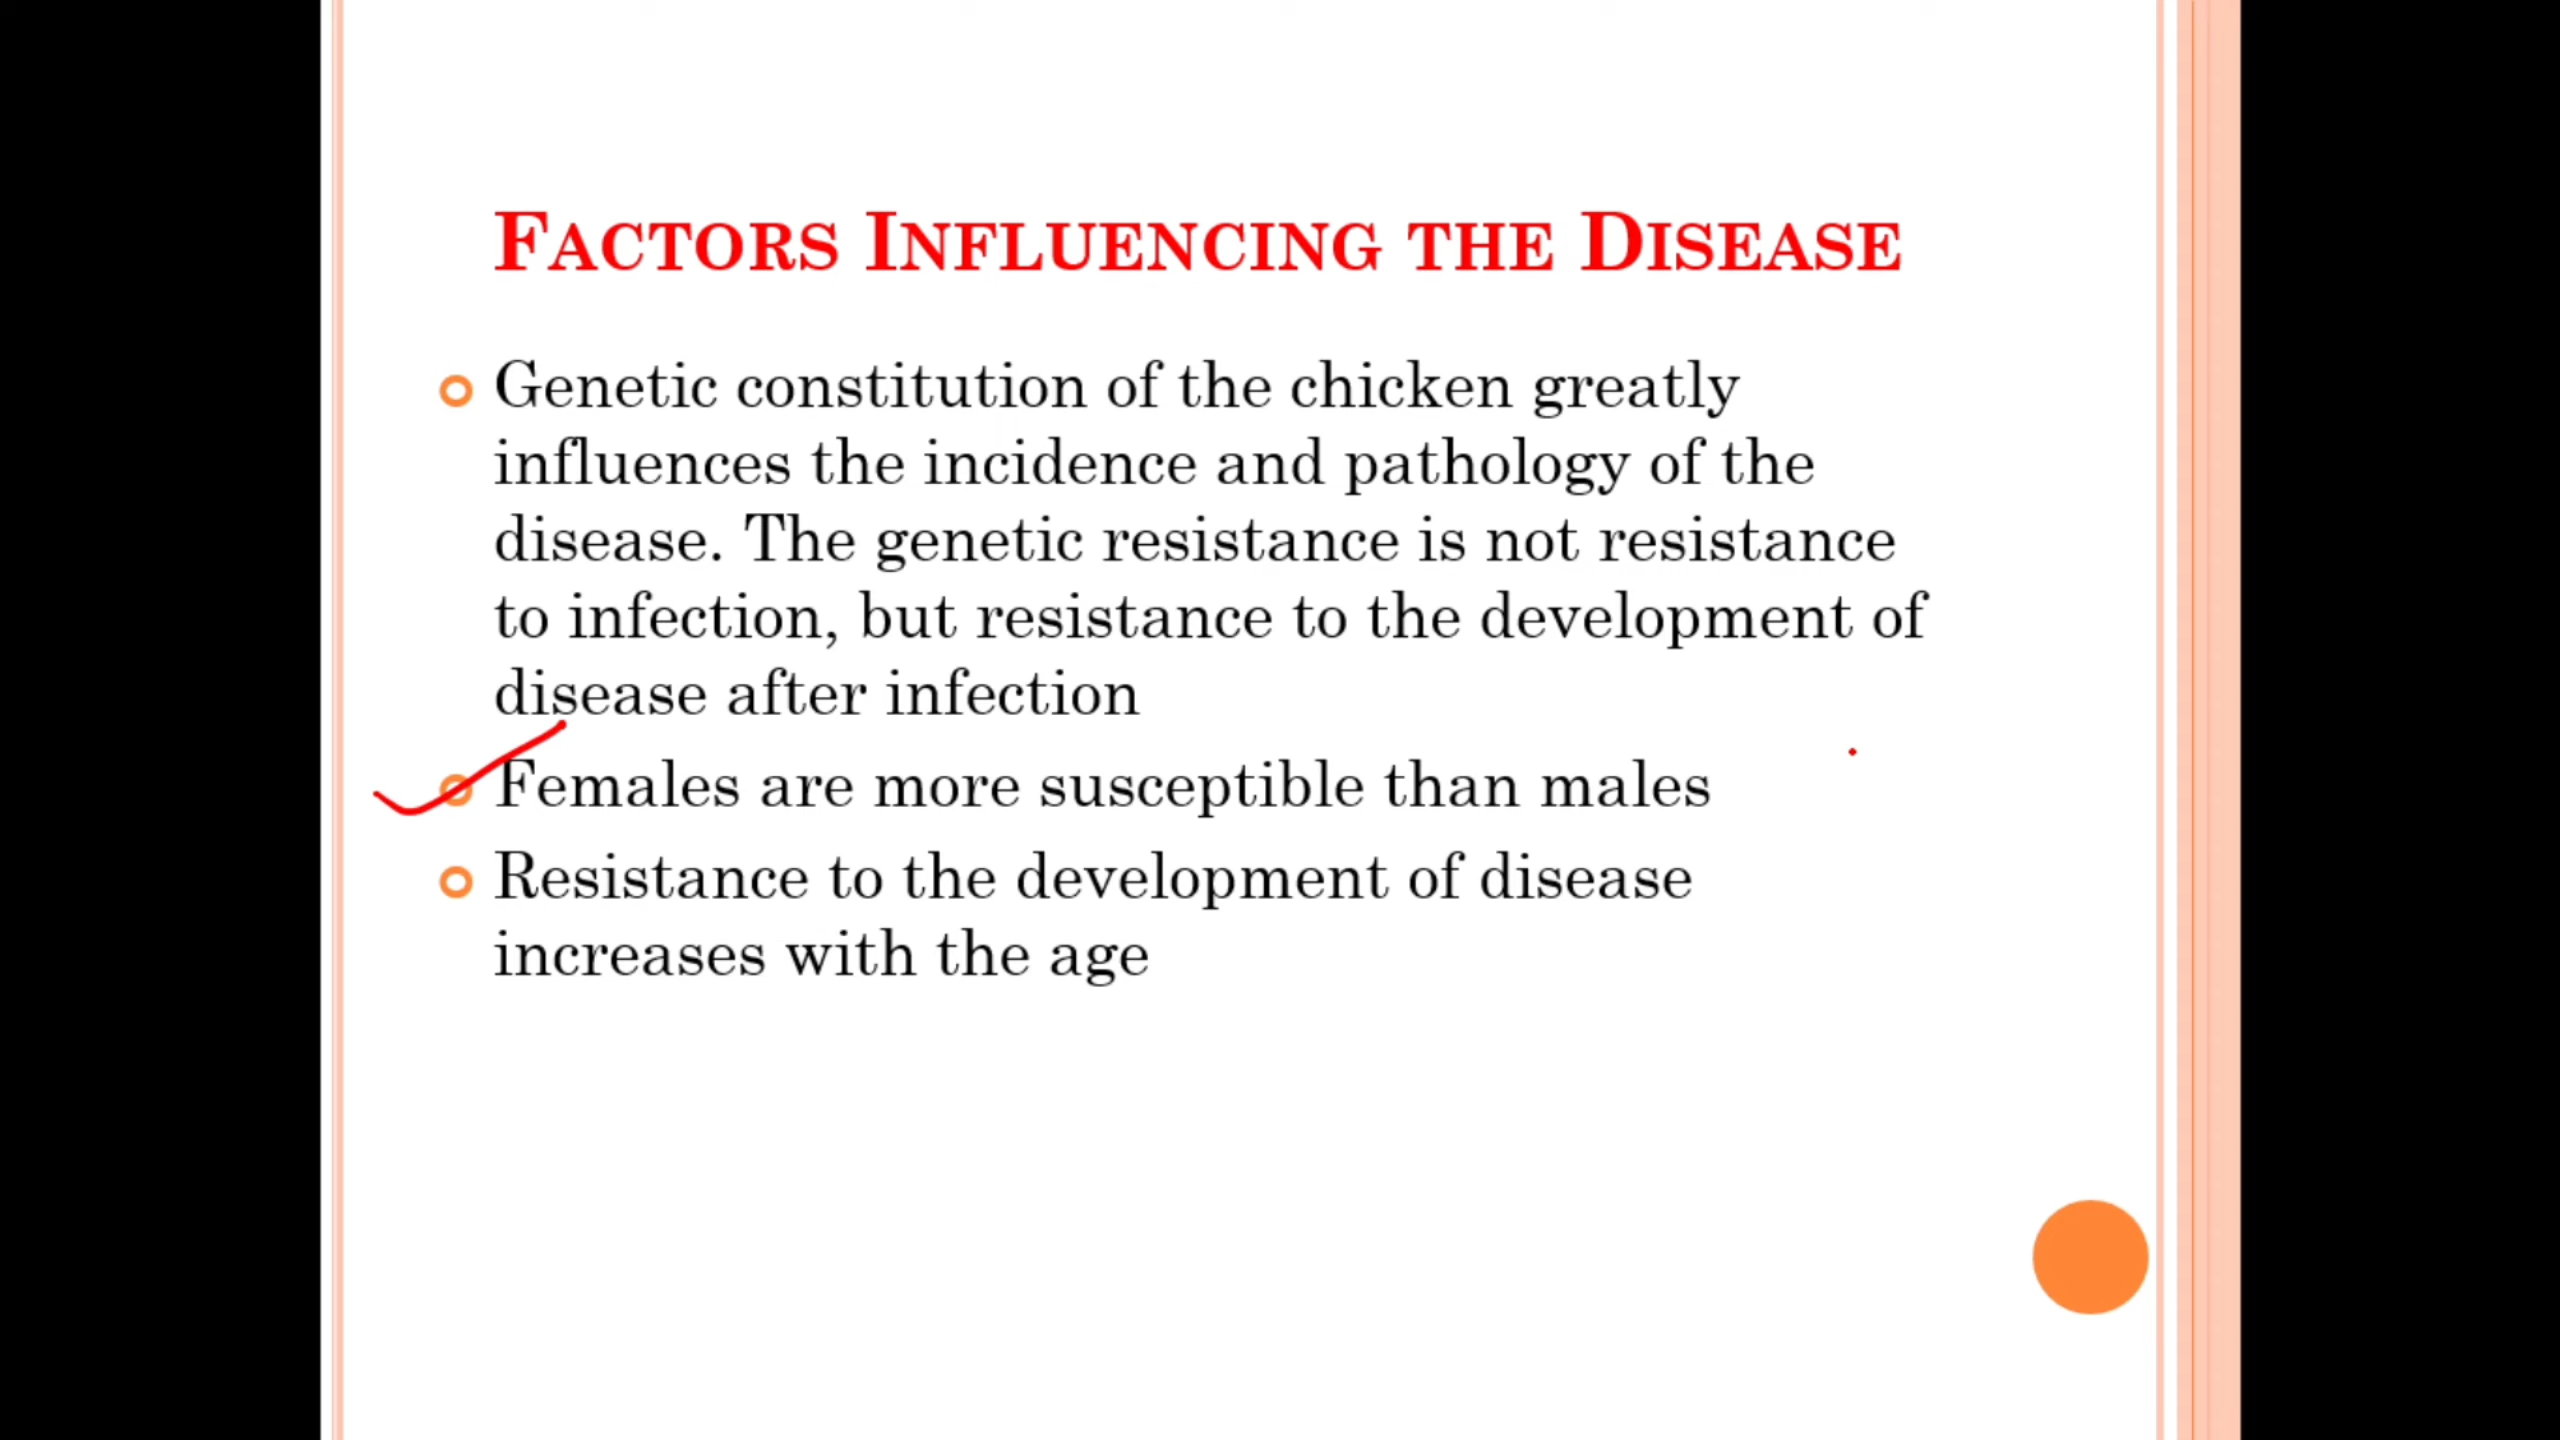 FACTORS INFLUENCING THE DISEASE
Genetic constitution of the chicken greatly
influences the incidence and pathology of the
disease. The genetic resistance is not resistance
to infection, but resistance to the development of
disease after infection
Females are more susceptible than males
Resistance to the development of disease
increases with the age